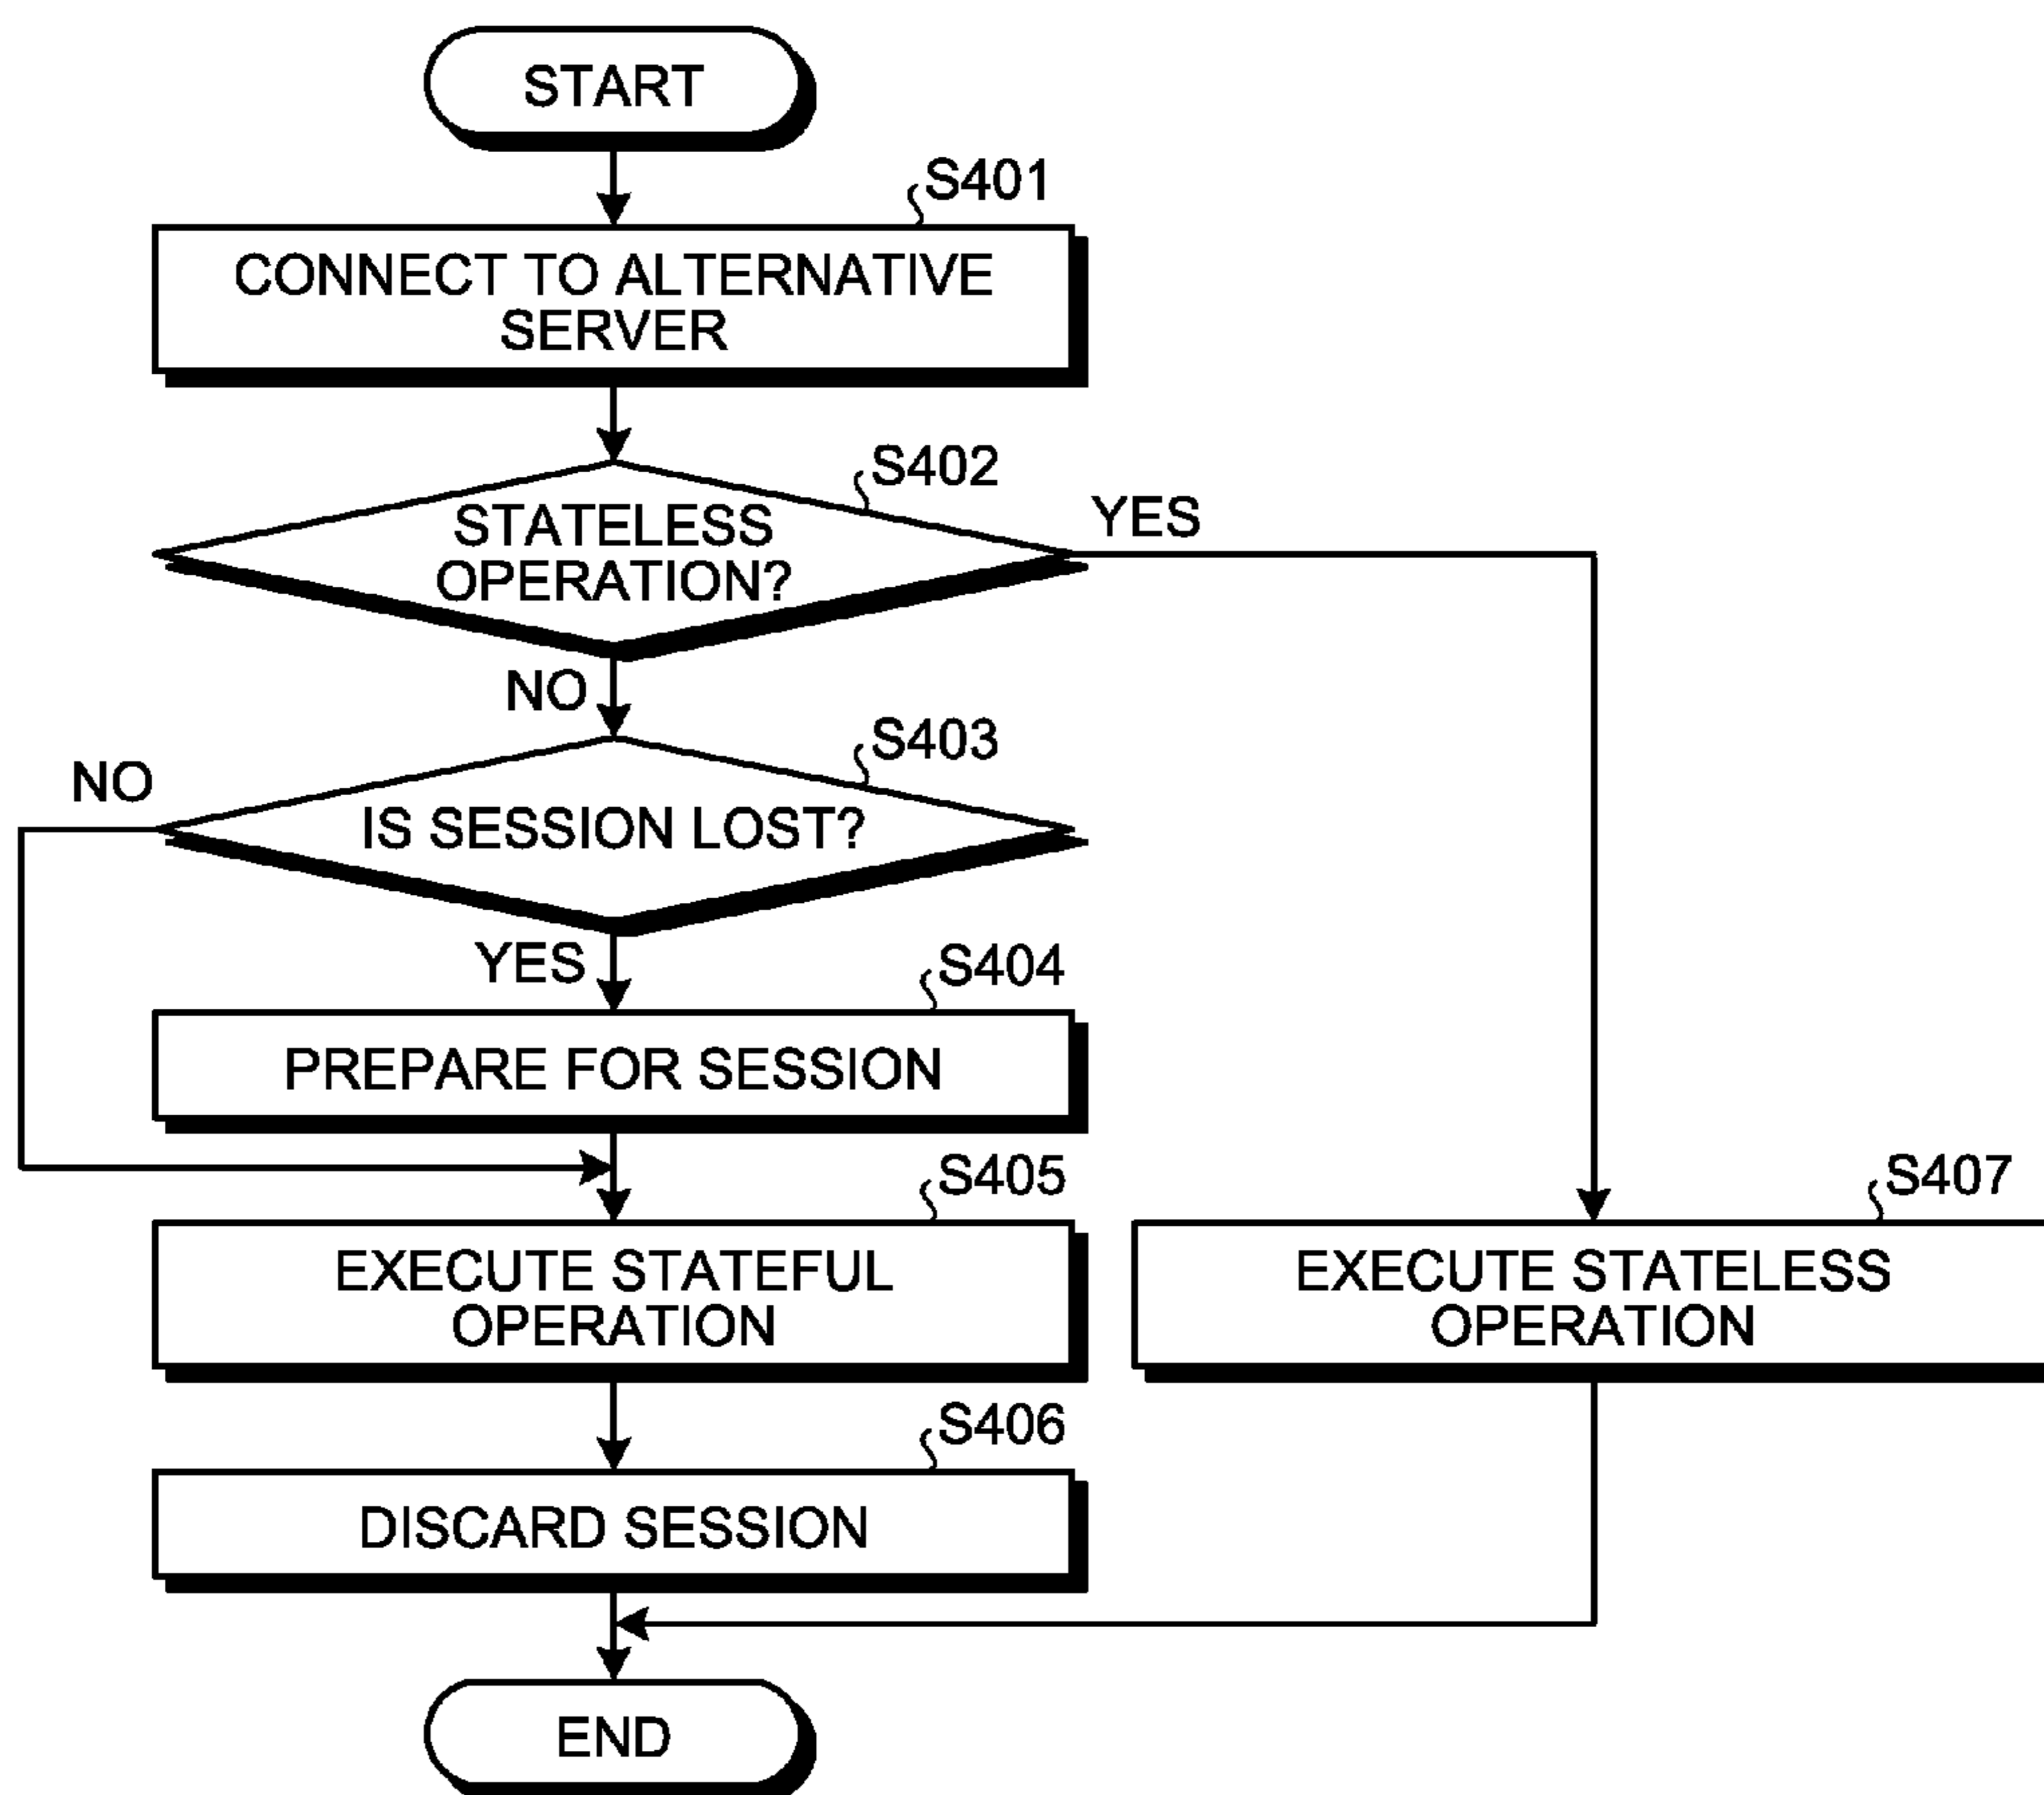 START
S401
CONNECT TO ALTERNATIVE
SERVER
S402
STATELESS
OPERATION?
YES
NO
S403
NO
IS SESSION LOST?
YES
S404
PREPARE FOR SESSION
S405
EXECUTE STATEFUL
OPERATION
S407
EXECUTE STATELESS
OPERATION
S406
DISCARD SESSION
END